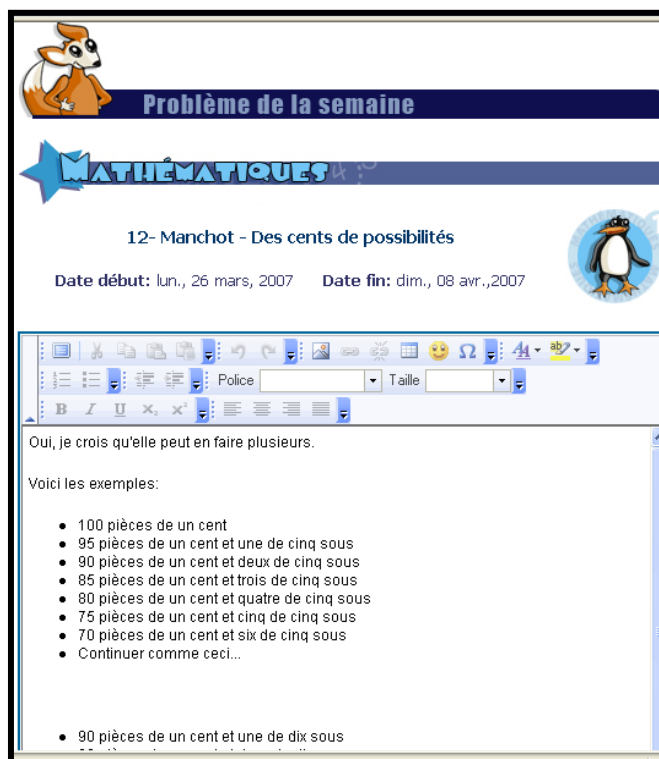 Problème de la semaine
MATHÉMATIQUES 4
12- Manchot - Des cents de possibilités
Date début: lun., 26 mars, 2007 Date fin: dim., 08 avr.,2007
Police Taille
B I U x₂ x²
Oui, je crois qu'elle peut en faire plusieurs.
Voici les exemples:
• 100 pièces de un cent
• 95 pièces de un cent et une de cinq sous
• 90 pièces de un cent et deux de cinq sous
• 85 pièces de un cent et trois de cinq sous
• 80 pièces de un cent et quatre de cinq sous
• 75 pièces de un cent et cinq de cinq sous
• 70 pièces de un cent et six de cinq sous
• Continuer comme ceci...
• 90 pièces de un cent et une de dix sous